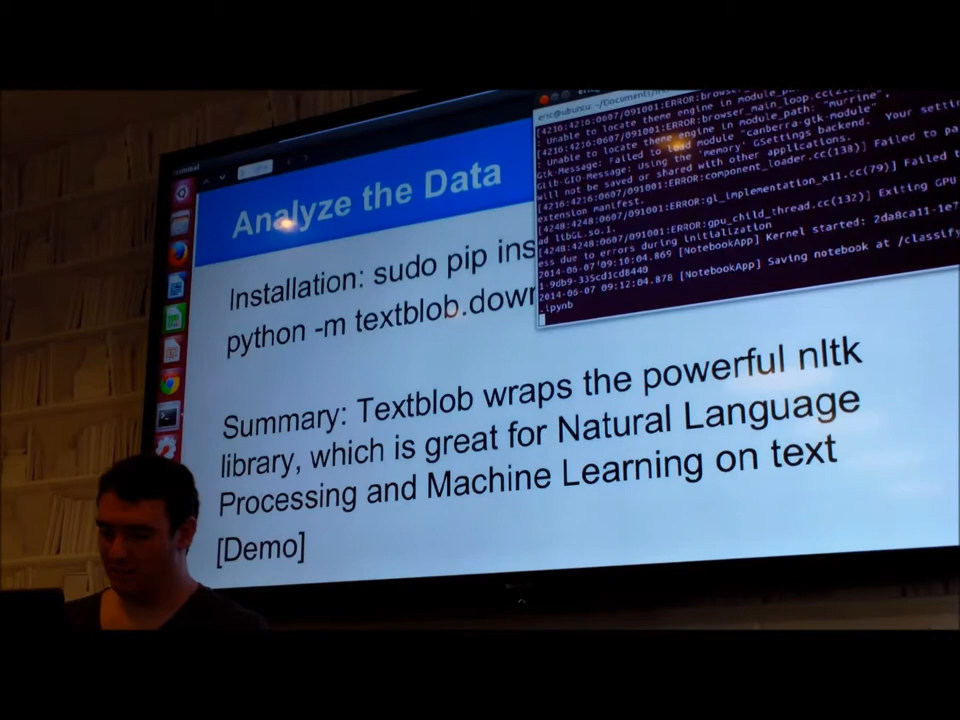 Analyze the Data
Installation: sudo pip ins
python -m textblob.down
Summary: Textblob wraps the powerful nltk
library, which is great for Natural Language
Processing and Machine Learning on text
[Demo]
eric@ubuntu: ~/Documents/
[4216:4216:0607/091001:ERROR:browser_main_loop.cc(
: Unable to locate theme engine in module_path: "murrine",
Gtk-Message: Failed to load module "canberra-gtk-module"
GLib-GIO-Message: Using the 'memory' GSettings backend. Your setti
will not be saved or shared with other applications.
[4216:4216:0607/091001:ERROR:component_loader.cc(138)] Failed to pa
extension manifest.
[4248:4248:0607/091001:ERROR:gl_implementation_x11.cc(79)] Failed t
ad libGL.so.1.
[4248:4248:0607/091001:ERROR:gpu_child_thread.cc(132)] Exiting GPU
ess due to errors during initialization
2014-06-07 09:10:04.869 [NotebookApp] Kernel started: 2da8ca11-1e7
1-9db9-335cd1cd8440
2014-06-07 09:12:04.878 [NotebookApp] Saving notebook at /classify
.ipynb